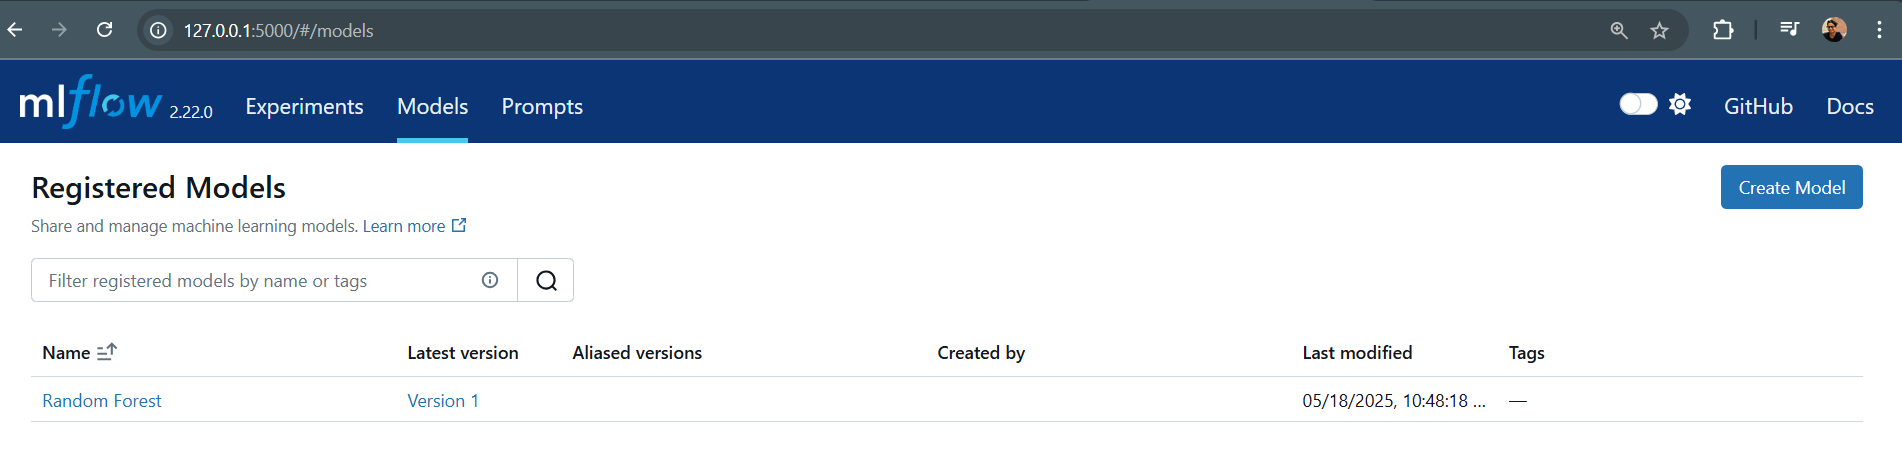 127.0.0.1:5000/#/models
mlflow 2.22.0 Experiments Models Prompts GitHub Docs
Registered Models Create Model
Share and manage machine learning models. Learn more
Filter registered models by name or tags
Name Latest version Aliased versions Created by Last modified Tags
Random Forest Version 1 05/18/2025, 10:48:18 ... —